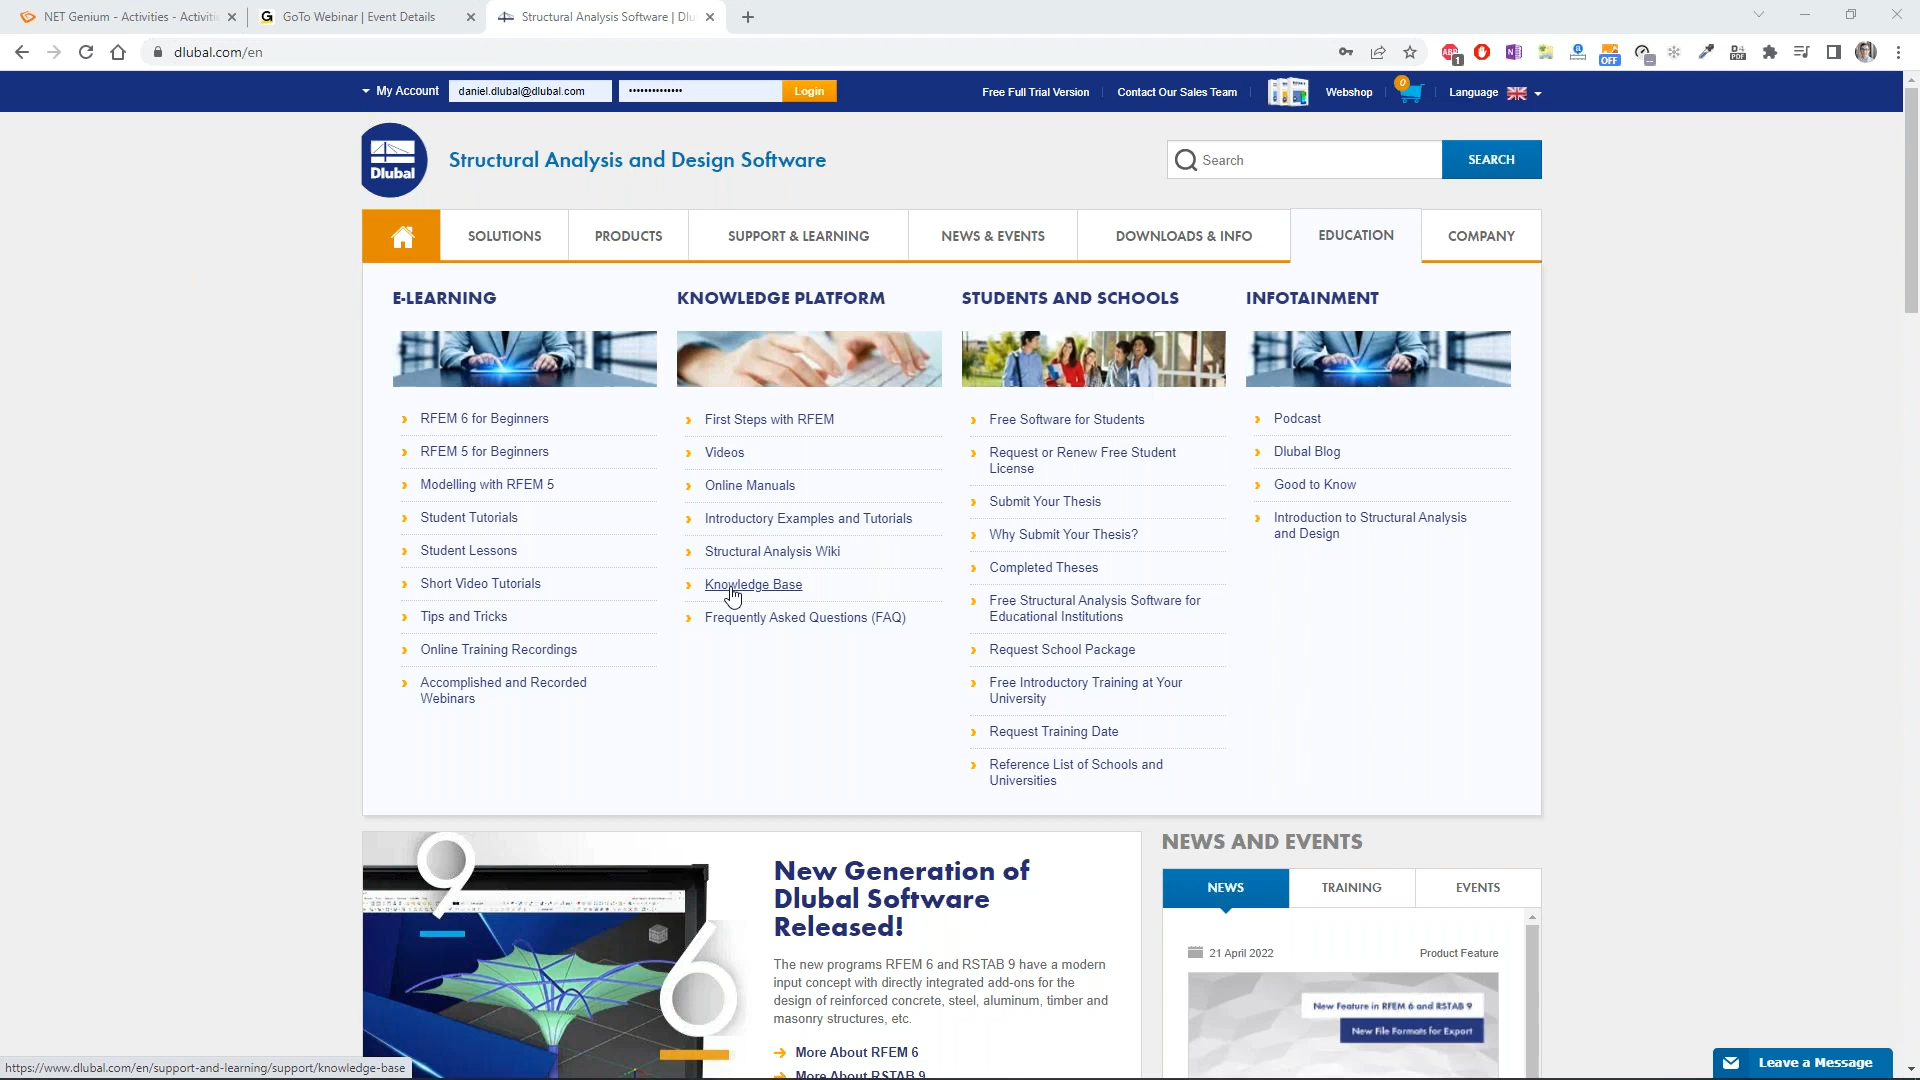 NET Genium - Activities - Activiti
GoTo Webinar | Event Details
Structural Analysis Software | Dlu
dlubal.com/en
1
OFF
My Account
daniel.dlubal@dlubal.com
••••••••••••••
Login
Free Full Trial Version
Contact Our Sales Team
Webshop
0
Language
Dlubal
Structural Analysis and Design Software
Search
SEARCH
SOLUTIONS
PRODUCTS
SUPPORT & LEARNING
NEWS & EVENTS
DOWNLOADS & INFO
EDUCATION
COMPANY
E-LEARNING
RFEM 6 for Beginners
RFEM 5 for Beginners
Modelling with RFEM 5
Student Tutorials
Student Lessons
Short Video Tutorials
Tips and Tricks
Online Training Recordings
Accomplished and Recorded
Webinars
KNOWLEDGE PLATFORM
First Steps with RFEM
Videos
Online Manuals
Introductory Examples and Tutorials
Structural Analysis Wiki
Knowledge Base
Frequently Asked Questions (FAQ)
STUDENTS AND SCHOOLS
Free Software for Students
Request or Renew Free Student
License
Submit Your Thesis
Why Submit Your Thesis?
Completed Theses
Free Structural Analysis Software for
Educational Institutions
Request School Package
Free Introductory Training at Your
University
Request Training Date
Reference List of Schools and
Universities
INFOTAINMENT
Podcast
Dlubal Blog
Good to Know
Introduction to Structural Analysis
and Design
9
6
New Generation of
Dlubal Software
Released!
The new programs RFEM 6 and RSTAB 9 have a modern
input concept with directly integrated add-ons for the
design of reinforced concrete, steel, aluminum, timber and
masonry structures, etc.
More About RFEM 6
More About RSTAB 9
NEWS AND EVENTS
NEWS
TRAINING
EVENTS
21 April 2022
Product Feature
New Feature in RFEM 6 and RSTAB 9
New File Formats for Export
Leave a Message
https://www.dlubal.com/en/support-and-learning/support/knowledge-base